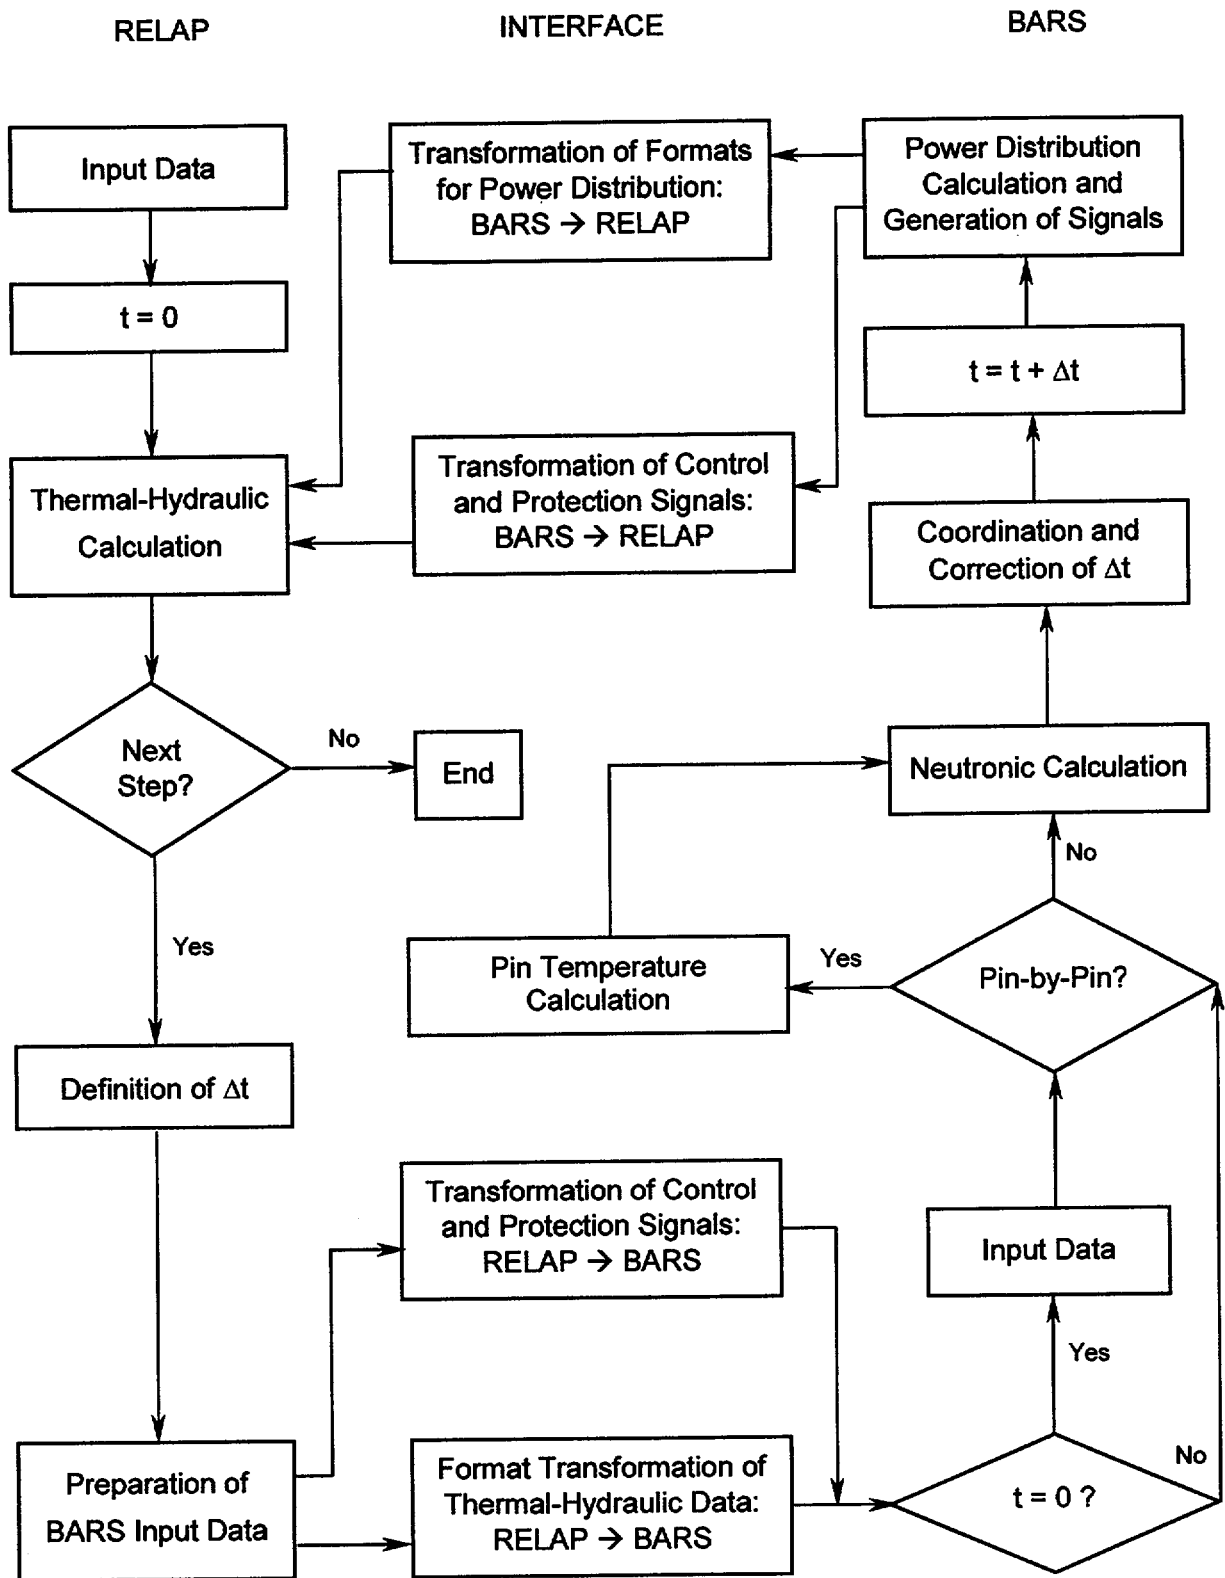 RELAP
INTERFACE
BARS
Input Data
Transformation of Formats
for Power Distribution:
BARS → RELAP
Power Distribution
Calculation and
Generation of Signals
t = 0
t = t + Δt
Thermal-Hydraulic
Calculation
Transformation of Control
and Protection Signals:
BARS → RELAP
Coordination and
Correction of Δt
Next
Step?
No
End
Neutronic Calculation
No
Yes
Pin Temperature
Calculation
Yes
Pin-by-Pin?
Definition of Δt
Transformation of Control
and Protection Signals:
RELAP → BARS
Input Data
Yes
Preparation of
BARS Input Data
Format Transformation of
Thermal-Hydraulic Data:
RELAP → BARS
t = 0 ?
No